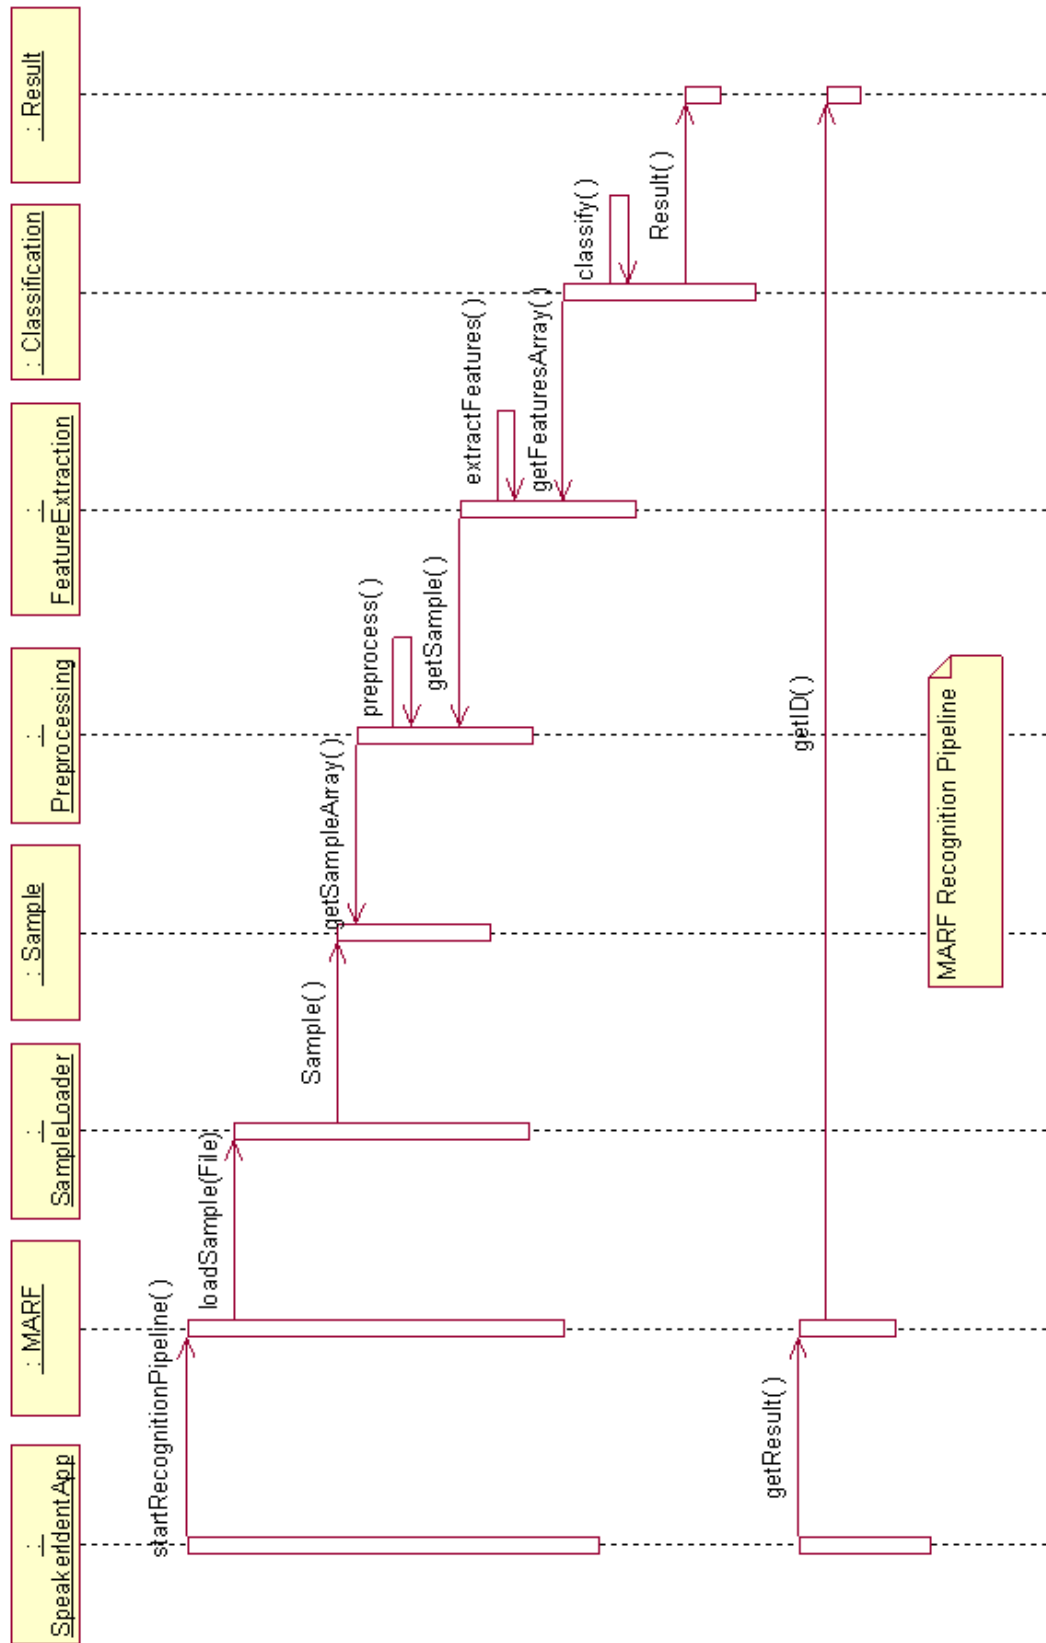 :
SpeakerIdentApp
: MARF
:
SampleLoader
: Sample
:
Preprocessing
:
FeatureExtraction
: Classification
: Result
startRecognitionPipeline( )
loadSample(File)
Sample( )
getSampleArray( )
preprocess( )
getSample( )
extractFeatures( )
getFeaturesArray( )
classify( )
Result( )
getResult( )
getID( )
MARF Recognition Pipeline